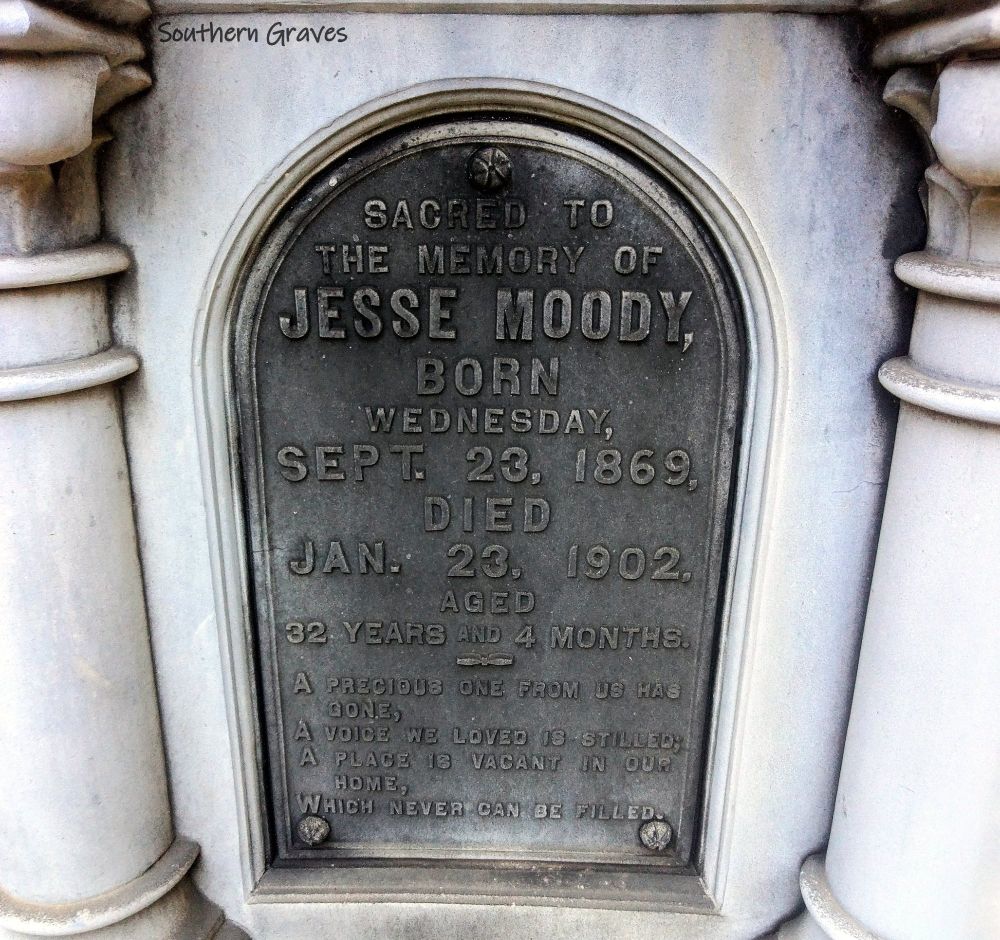 Southern Graves
SACRED TO
THE MEMORY OF
JESSE MOODY,
BORN
WEDNESDAY,
SEPT. 23, 1869,
DIED
JAN. 23, 1902,
AGED
32 YEARS AND 4 MONTHS.
A PRECIOUS ONE FROM US HAS
GONE,
A VOICE WE LOVED IS STILLED;
A PLACE IS VACANT IN OUR
HOME,
WHICH NEVER CAN BE FILLED.